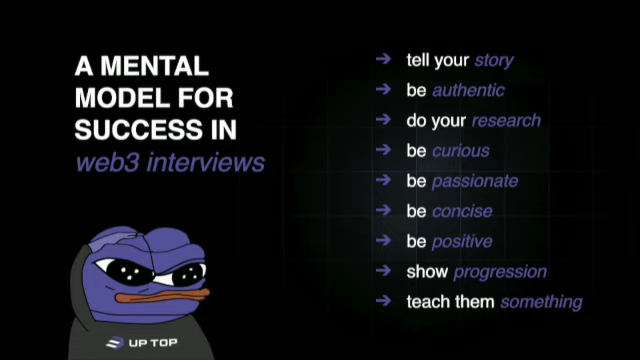 A MENTAL
MODEL FOR
SUCCESS IN
web3 interviews
→ tell your story
→ be authentic
→ do your research
→ be curious
→ be passionate
→ be concise
→ be positive
→ show progression
→ teach them something
UP TOP